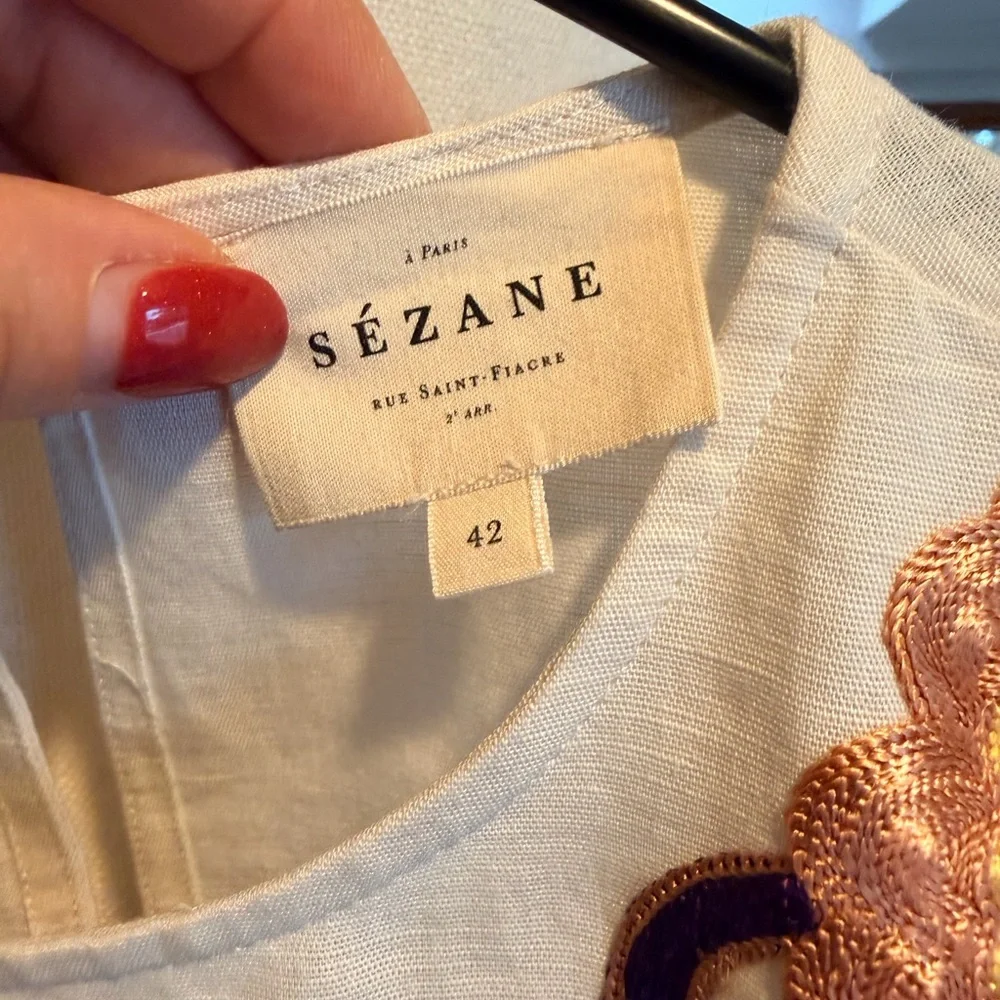 à Paris
SÉZANE
rue Saint-Fiacre
2e ARR.
42